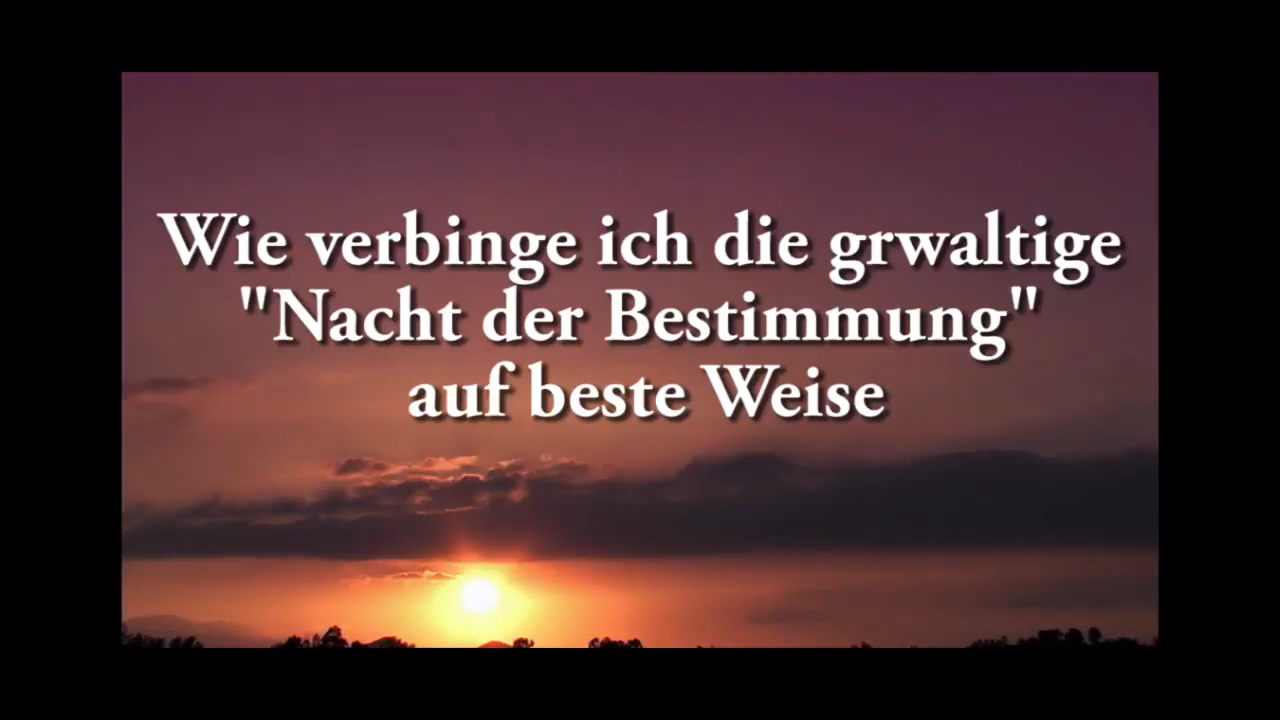 Wie verbinge ich die grwaltige
"Nacht der Bestimmung"
auf beste Weise